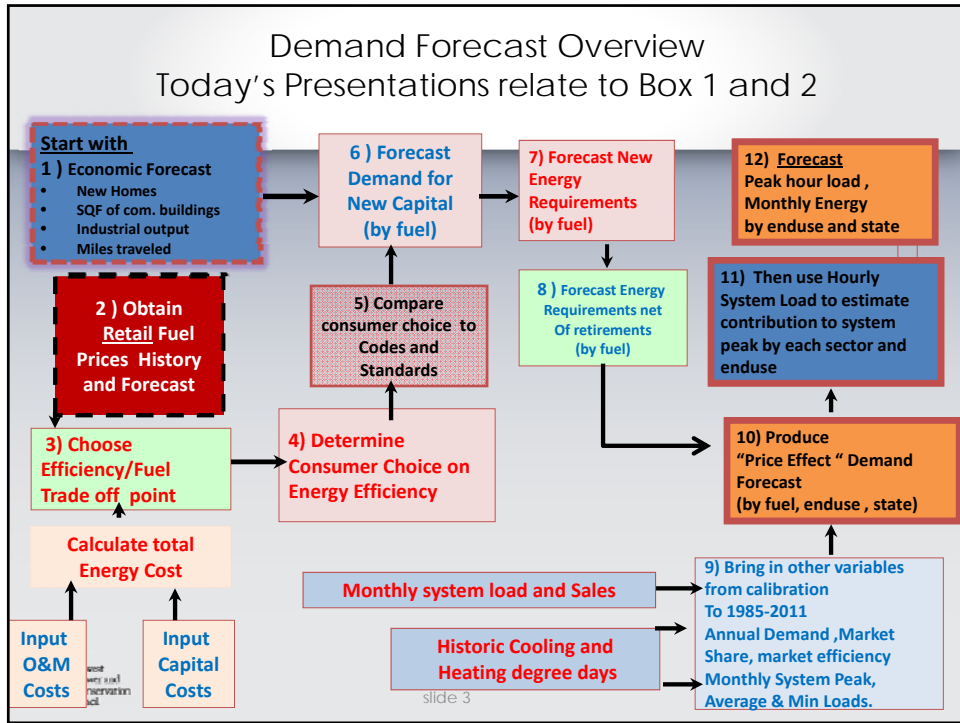 Demand Forecast Overview
Today's Presentations relate to Box 1 and 2
Start with
1 ) Economic Forecast
• New Homes
• SQF of com. buildings
• Industrial output
• Miles traveled
2 ) Obtain
Retail Fuel
Prices History
and Forecast
3) Choose
Efficiency/Fuel
Trade off point
Calculate total
Energy Cost
Input
O&M
Costs
Input
Capital
Costs
4) Determine
Consumer Choice on
Energy Efficiency
5) Compare
consumer choice to
Codes and
Standards
6 ) Forecast
Demand for
New Capital
(by fuel)
7) Forecast New
Energy
Requirements
(by fuel)
8 ) Forecast Energy
Requirements net
Of retirements
(by fuel)
Monthly system load and Sales
Historic Cooling and
Heating degree days
9) Bring in other variables
from calibration
To 1985-2011
Annual Demand ,Market
Share, market efficiency
Monthly System Peak,
Average & Min Loads.
10) Produce
"Price Effect " Demand
Forecast
(by fuel, enduse , state)
11) Then use Hourly
System Load to estimate
contribution to system
peak by each sector and
enduse
12) Forecast
Peak hour load ,
Monthly Energy
by enduse and state
slide 3